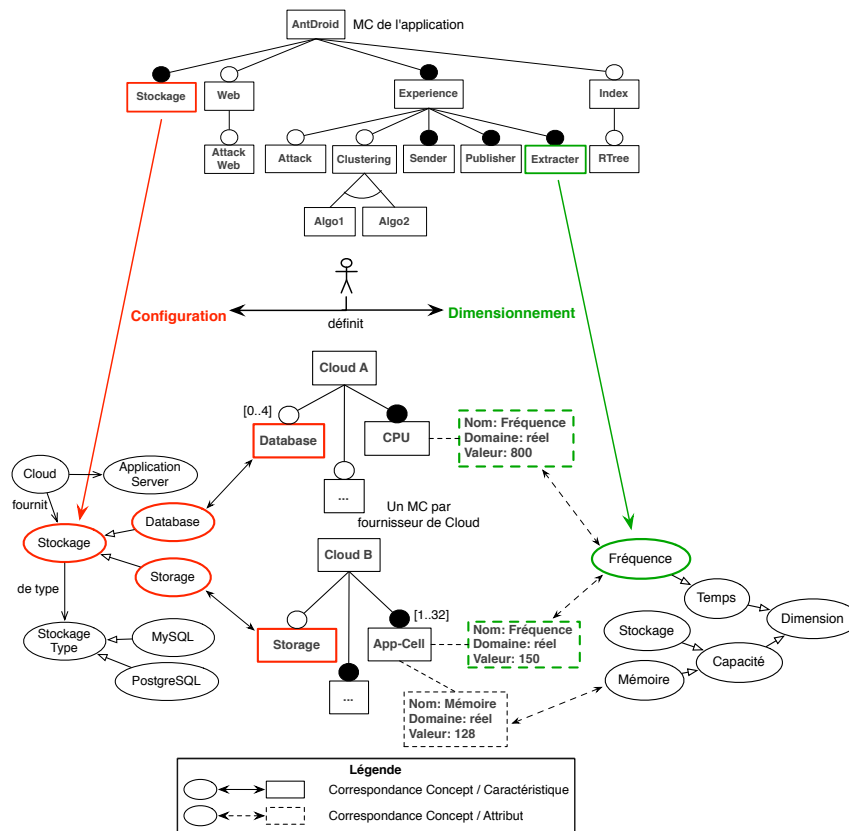 AntDroid
MC de l'application
Stockage
Web
Experience
Index
Attack
Web
Attack
Clustering
Sender
Publisher
Extracter
RTree
Algo1
Algo2
Configuration
Dimensionnement
définit
Cloud A
[0..4]
Database
CPU
Nom: Fréquence
Domaine: réel
Valeur: 800
...
Cloud
Application
Server
fournit
Database
Stockage
Storage
de type
Stockage
Type
MySQL
PostgreSQL
Un MC par
fournisseur de Cloud
Cloud B
[1..32]
Storage
App-Cell
...
Nom: Fréquence
Domaine: réel
Valeur: 150
Nom: Mémoire
Domaine: réel
Valeur: 128
Fréquence
Temps
Dimension
Stockage
Capacité
Mémoire
Légende
Correspondance Concept / Caractéristique
Correspondance Concept / Attribut